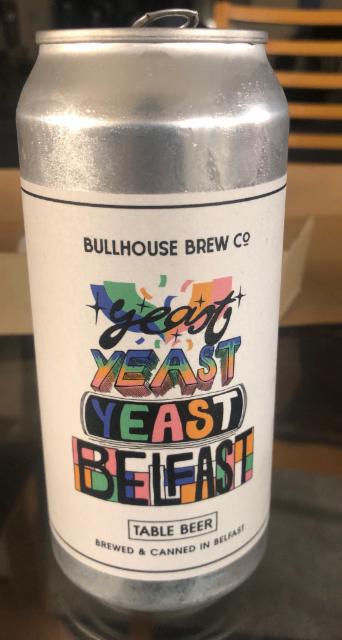 BULLHOUSE BREW Cº
yeast
YEAST
YEAST
BELFAST
TABLE BEER
BREWED & CANNED IN BELFAST